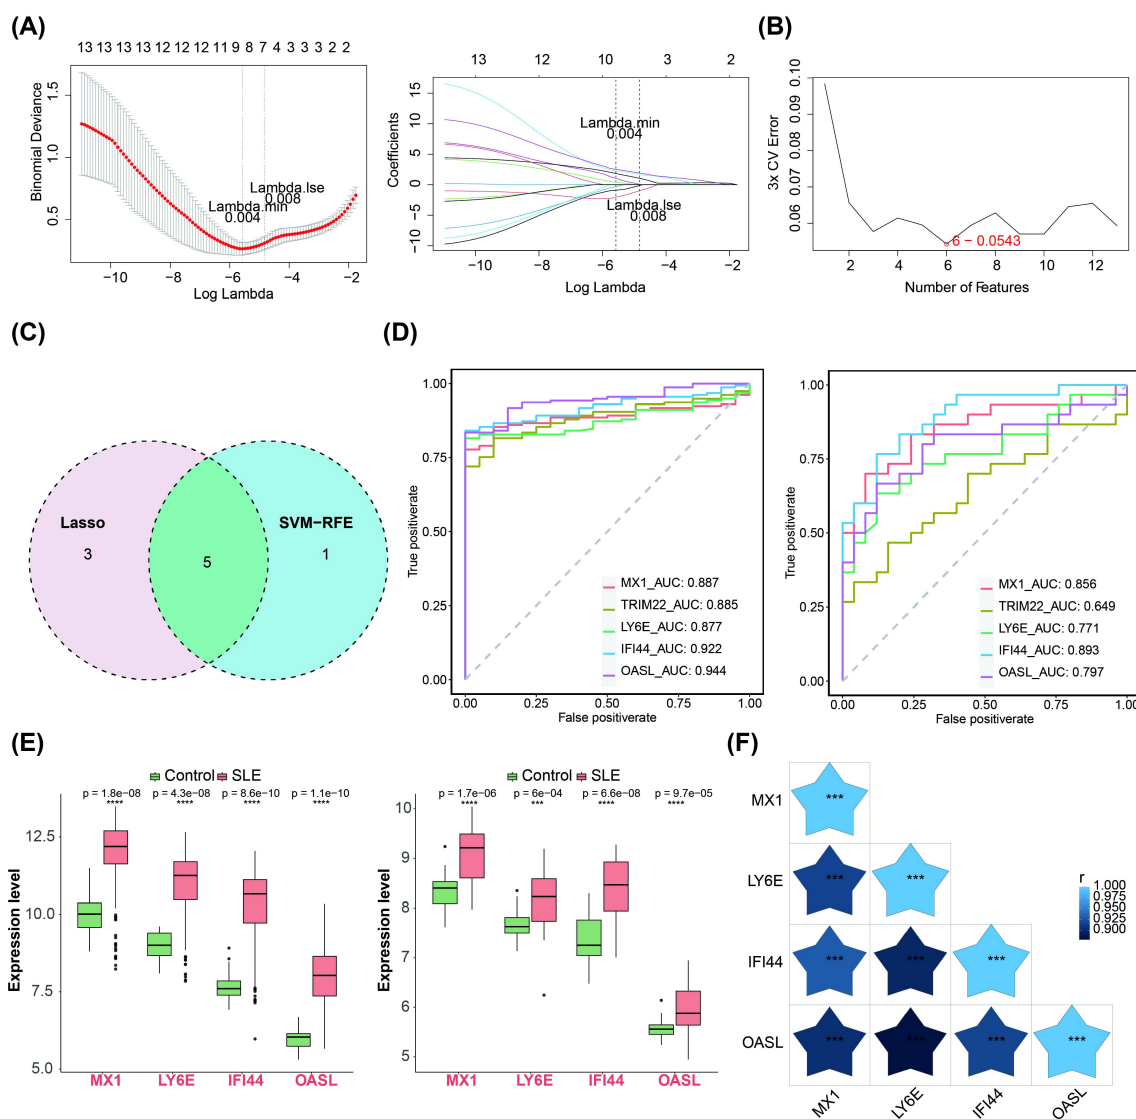 (A)
13 13 13 13 12 12 12 11 9 8 7 4 3 3 3 2 2
1.5
1.0
0.5
Binomial Deviance
Lambda.lse
0.008
Lambda.min
0.004
−10 −8 −6 −4 −2
Log Lambda
13 12 10 3 2
15
10
5
0
−5
−10
Coefficients
Lambda.min
0.004
Lambda.lse
0.008
−10 −8 −6 −4 −2
Log Lambda
(B)
0.10
0.09
0.08
0.07
0.06
3x CV Error
6 − 0.0543
2 4 6 8 10 12
Number of Features
(C)
Lasso
3
5
SVM−RFE
1
(D)
1.00
0.75
0.50
0.25
0.00
True positiverate
MX1_AUC: 0.887
TRIM22_AUC: 0.885
LY6E_AUC: 0.877
IFI44_AUC: 0.922
OASL_AUC: 0.944
0.00 0.25 0.50 0.75 1.00
False positiverate
1.00
0.75
0.50
0.25
0.00
True positiverate
MX1_AUC: 0.856
TRIM22_AUC: 0.649
LY6E_AUC: 0.771
IFI44_AUC: 0.893
OASL_AUC: 0.797
0.00 0.25 0.50 0.75 1.00
False positiverate
(E)
Control SLE
p = 1.8e−08 p = 4.3e−08 p = 8.6e−10 p = 1.1e−10
**** **** **** ****
12.5
10.0
7.5
5.0
Expression level
MX1 LY6E IFI44 OASL
Control SLE
p = 1.7e−06 p = 6e−04 p = 6.6e−08 p = 9.7e−05
**** *** **** ****
10
9
8
7
6
5
Expression level
MX1 LY6E IFI44 OASL
(F)
MX1 ***
LY6E *** ***
IFI44 *** *** ***
OASL *** *** *** ***
MX1 LY6E IFI44 OASL
r
1.000
0.975
0.950
0.925
0.900